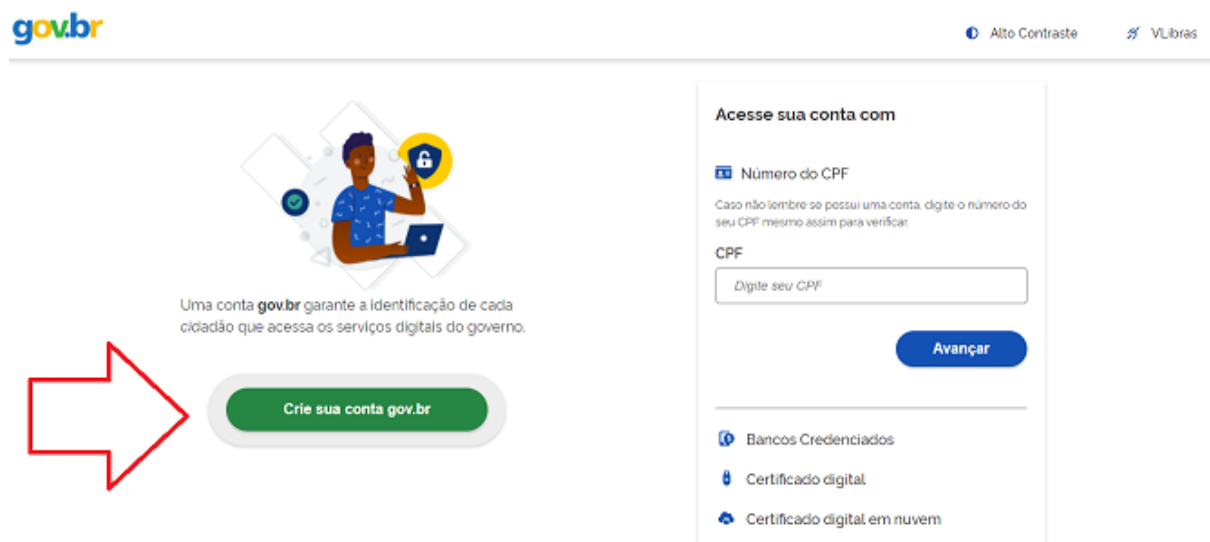 gov.br
Alto Contraste
VLibras
Uma conta gov.br garante a identificação de cada
cidadão que acessa os serviços digitais do governo.
Crie sua conta gov.br
Acesse sua conta com
Número do CPF
Caso não lembre se possui uma conta, digite o número do
seu CPF mesmo assim para verificar.
CPF
Digite seu CPF
Avançar
Bancos Credenciados
Certificado digital
Certificado digital em nuvem